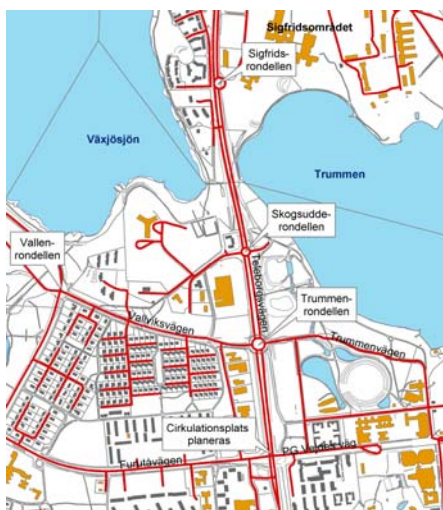 Sigfridsområdet
Sigfrids-
rondellen
Växjösjön
Trummen
Skogsudde-
rondellen
Vallen-
rondellen
Teleborgsvägen
Trummen-
rondellen
Vallviksvägen
Trummenvägen
Cirkulationsplats
planeras
PG Vejdes väg
Furutåvägen